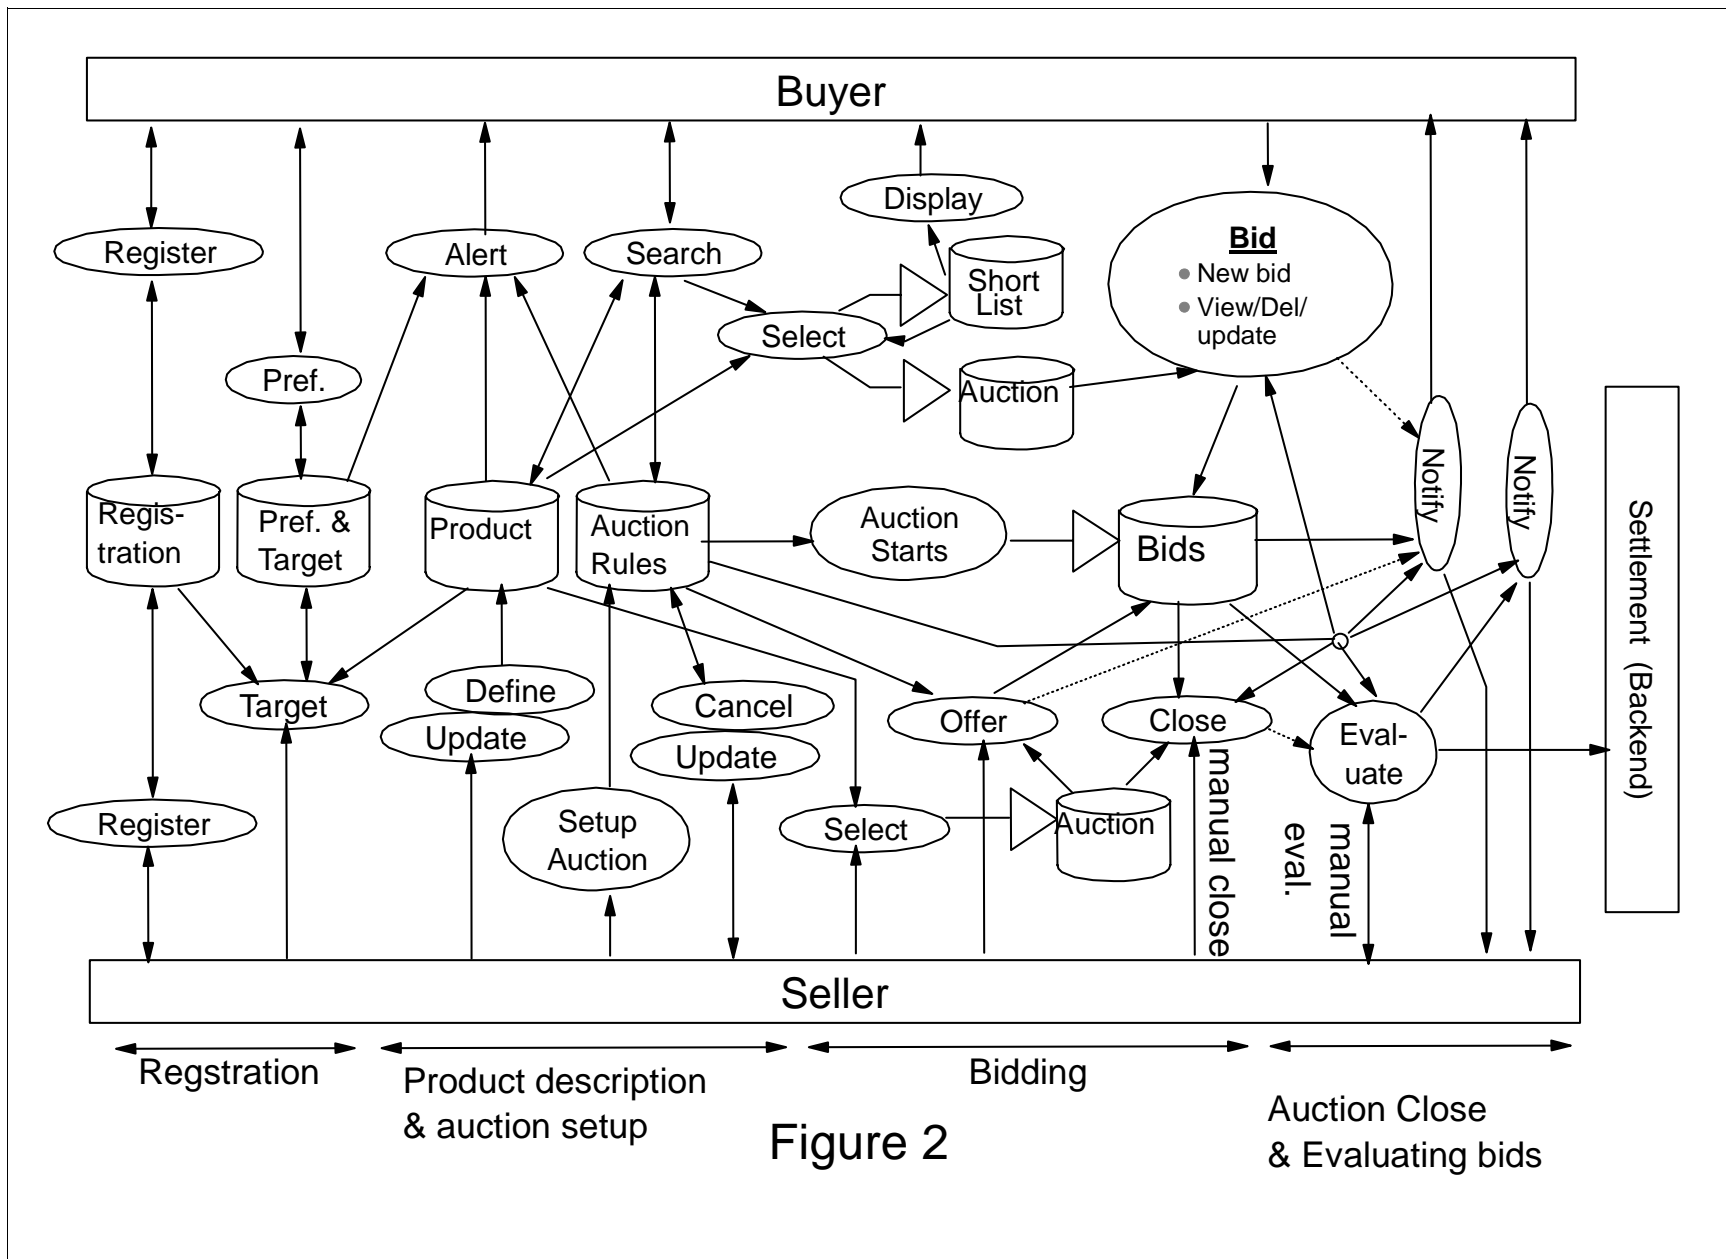 Buyer
Display
Register
Alert
Search
Bid
New bid
View/Del/
update
Short
List
Select
Pref.
Auction
Notify
Notify
Regis-
tration
Pref. &
Target
Product
Auction
Rules
Auction
Starts
Bids
Settlement (Backend)
Target
Define
Update
Cancel
Update
Offer
Close
Eval-
uate
Register
Setup
Auction
Select
Auction
manual close
manual
eval.
Seller
Regstration
Product description
& auction setup
Bidding
Auction Close
& Evaluating bids
Figure 2